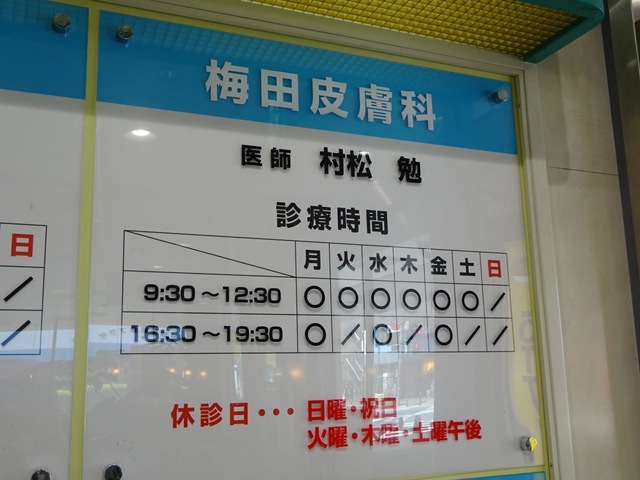 梅田皮膚科
医師 村松 勉
診療時間
月 火 水 木 金 土 日
9:30～12:30 ○ ○ ○ ○ ○ ○ ／
16:30～19:30 ○ ／ ○ ／ ○ ／ ／
休診日・・・ 日曜・祝日
火曜・木曜・土曜午後
日
／
／